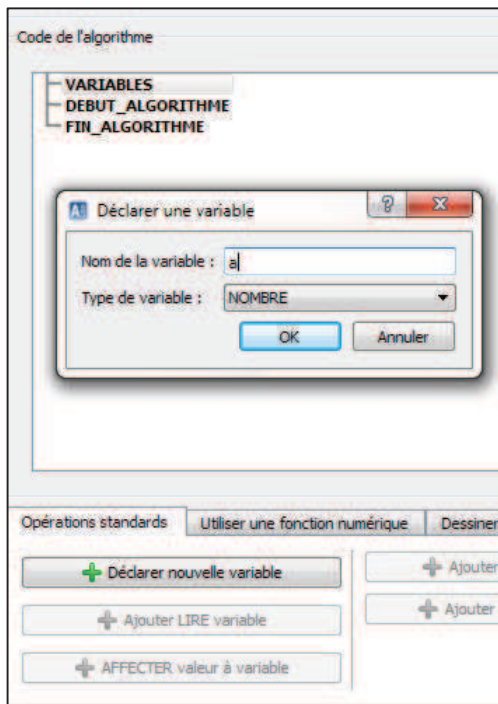 Code de l'algorithme
VARIABLES
DEBUT_ALGORITHME
FIN_ALGORITHME
Déclarer une variable
Nom de la variable : a
Type de variable : NOMBRE
OK Annuler
Opérations standards Utiliser une fonction numérique Dessiner
Déclarer nouvelle variable Ajouter
Ajouter LIRE variable Ajouter
AFFECTER valeur à variable